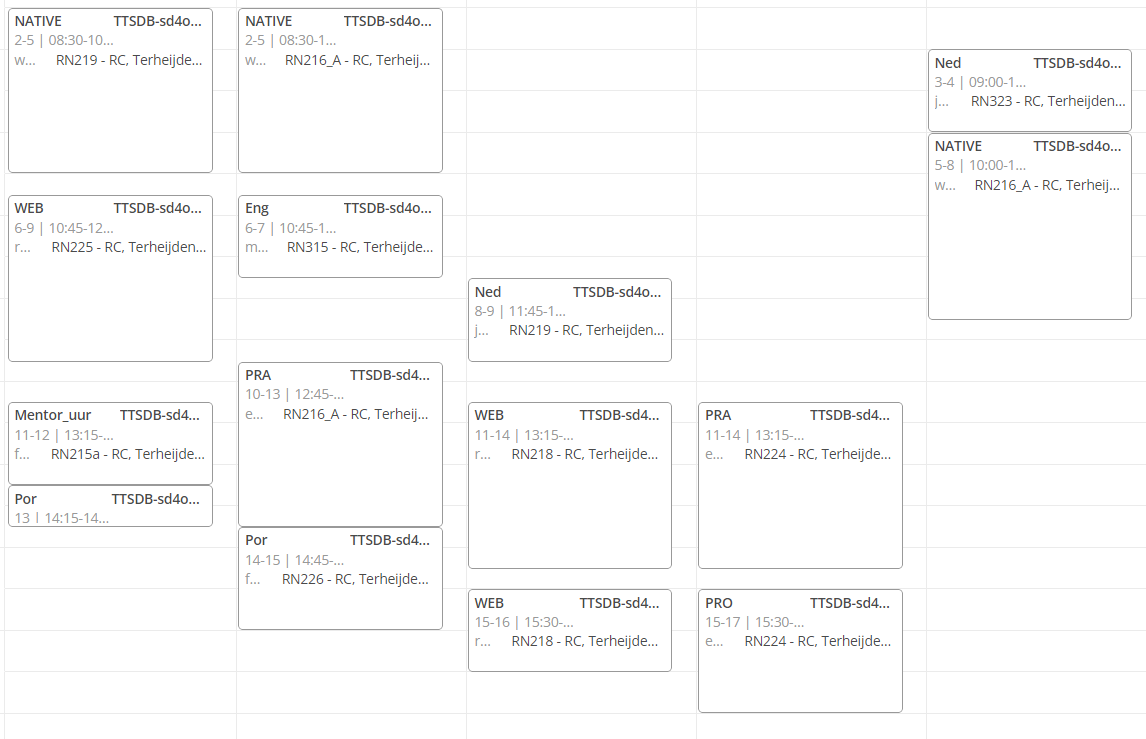 NATIVE TTSDB-sd4o...
2-5 | 08:30-10...
w... RN219 - RC, Terheijde...
WEB TTSDB-sd4o...
6-9 | 10:45-12...
r... RN225 - RC, Terheijden...
Mentor_uur TTSDB-sd4...
11-12 | 13:15-...
f... RN215a - RC, Terheijde...
Por TTSDB-sd4o...
13 | 14:15-14...
NATIVE TTSDB-sd4o...
2-5 | 08:30-1...
w... RN216_A - RC, Terheij...
Eng TTSDB-sd4o...
6-7 | 10:45-1...
m... RN315 - RC, Terheijde...
PRA TTSDB-sd4...
10-13 | 12:45-...
e... RN216_A - RC, Terheij...
Por TTSDB-sd4...
14-15 | 14:45-...
f... RN226 - RC, Terheijde...
Ned TTSDB-sd4o...
8-9 | 11:45-1...
j... RN219 - RC, Terheijden...
WEB TTSDB-sd4...
11-14 | 13:15-...
r... RN218 - RC, Terheijde...
WEB TTSDB-sd4...
15-16 | 15:30-...
r... RN218 - RC, Terheijde...
PRA TTSDB-sd4...
11-14 | 13:15-...
e... RN224 - RC, Terheijde...
PRO TTSDB-sd4...
15-17 | 15:30-...
e... RN224 - RC, Terheijde...
Ned TTSDB-sd4o...
3-4 | 09:00-1...
j... RN323 - RC, Terheijden...
NATIVE TTSDB-sd4o...
5-8 | 10:00-1...
w... RN216_A - RC, Terheij...